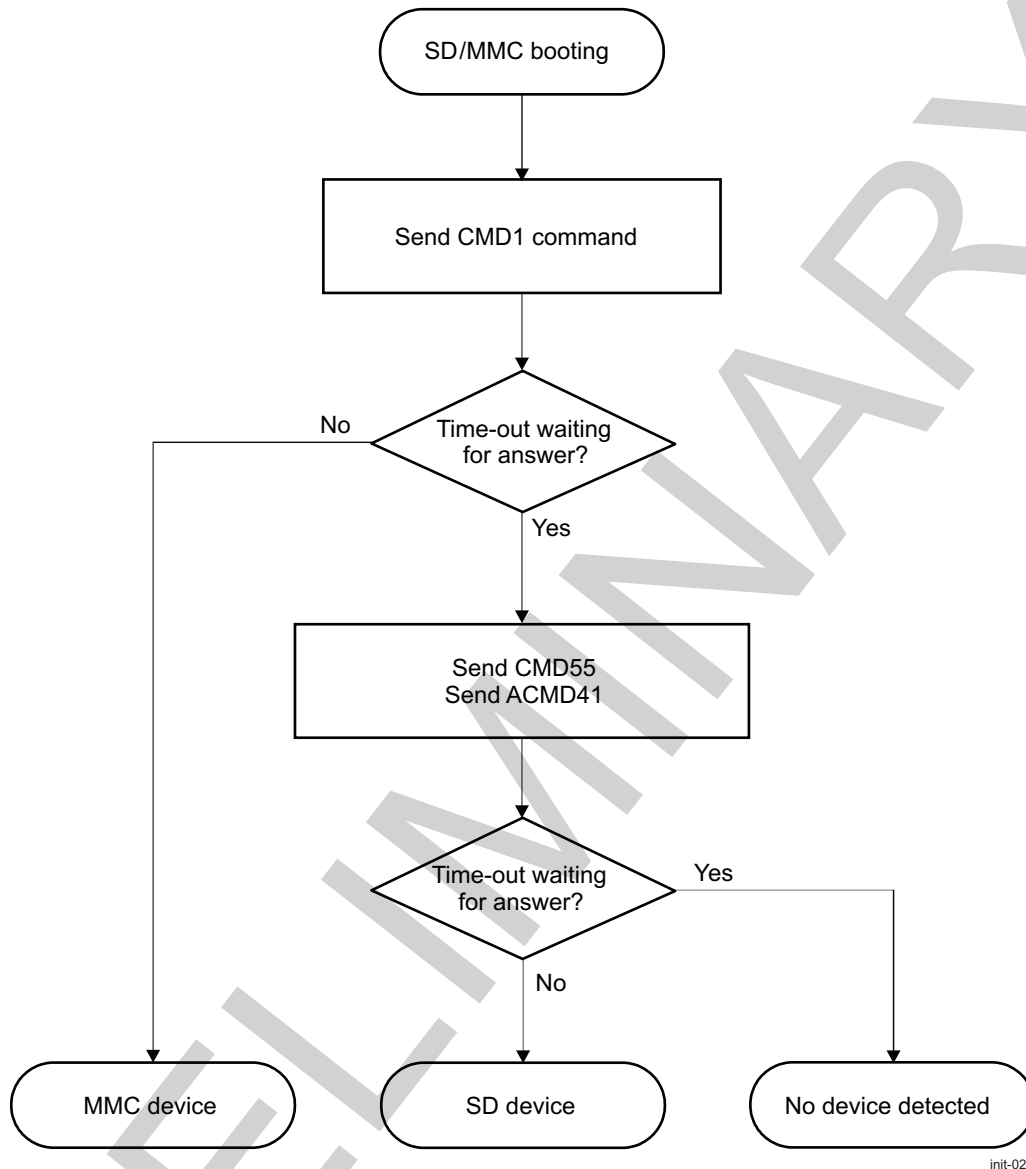 SD/MMC booting
Send CMD1 command
Time-out waiting
for answer?
No
Yes
Send CMD55
Send ACMD41
Time-out waiting
for answer?
Yes
No
MMC device
SD device
No device detected
init-02
ELIMINARY